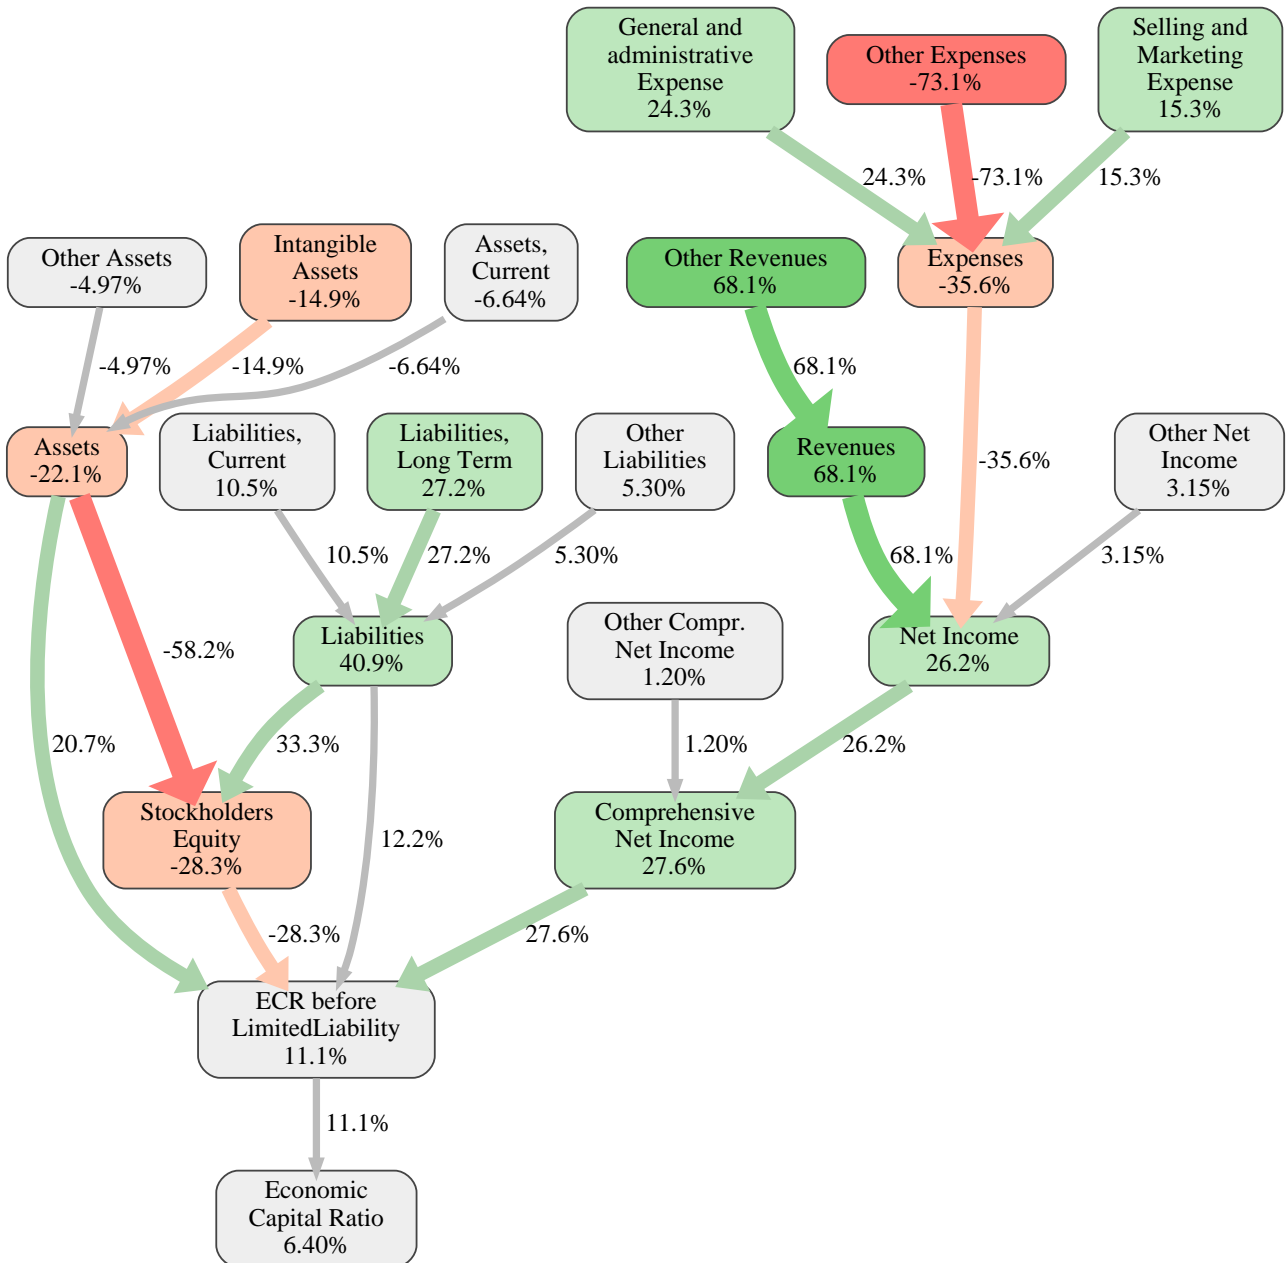 General and
administrative
Expense
24.3%
Other Expenses
-73.1%
Selling and
Marketing
Expense
15.3%
24.3%
-73.1%
15.3%
Other Assets
-4.97%
Intangible
Assets
-14.9%
Assets,
Current
-6.64%
Other Revenues
68.1%
Expenses
-35.6%
-4.97%
-14.9%
-6.64%
68.1%
Assets
-22.1%
Liabilities,
Current
10.5%
Liabilities,
Long Term
27.2%
Other
Liabilities
5.30%
Revenues
68.1%
-35.6%
Other Net
Income
3.15%
10.5%
27.2%
5.30%
68.1%
3.15%
-58.2%
Liabilities
40.9%
Other Compr.
Net Income
1.20%
Net Income
26.2%
20.7%
33.3%
1.20%
26.2%
Stockholders
Equity
-28.3%
12.2%
Comprehensive
Net Income
27.6%
-28.3%
27.6%
ECR before
LimitedLiability
11.1%
11.1%
Economic
Capital Ratio
6.40%